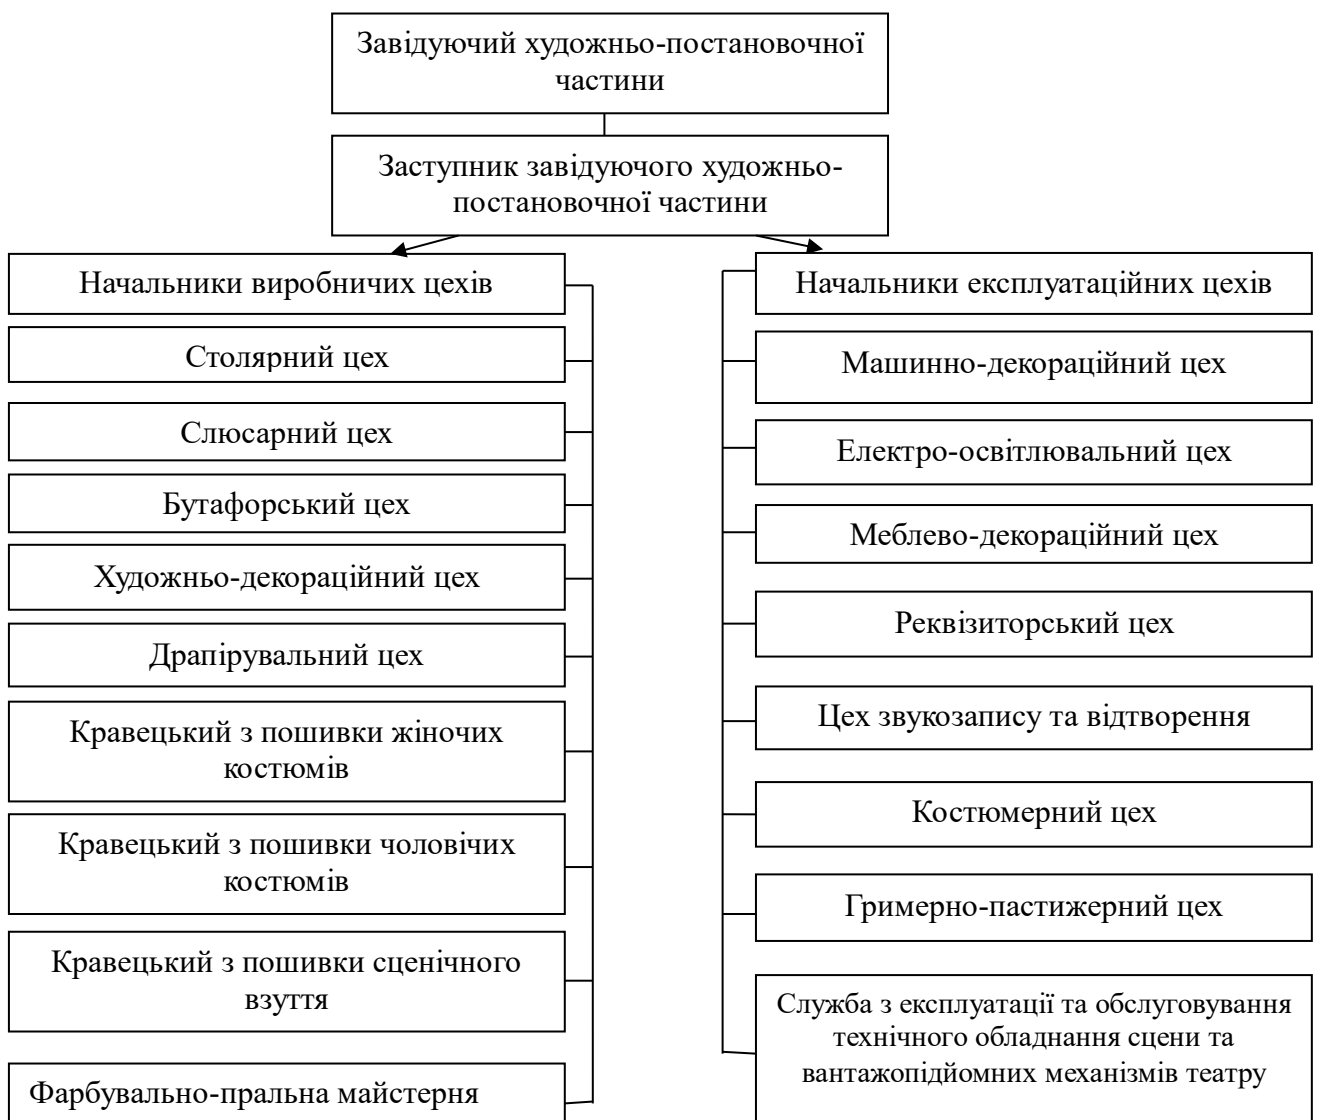 Завідуючий художньо-постановочної
частини
Заступник завідуючого художньо-
постановочної частини
Начальники виробничих цехів
Столярний цех
Слюсарний цех
Бутафорський цех
Художньо-декораційний цех
Драпірувальний цех
Кравецький з пошивки жіночих
костюмів
Кравецький з пошивки чоловічих
костюмів
Кравецький з пошивки сценічного
взуття
Фарбувально-пральна майстерня
Начальники експлуатаційних цехів
Машинно-декораційний цех
Електро-освітлювальний цех
Меблево-декораційний цех
Реквізиторський цех
Цех звукозапису та відтворення
Костюмерний цех
Гримерно-пастижерний цех
Служба з експлуатації та обслуговування
технічного обладнання сцени та
вантажопідйомних механізмів театру